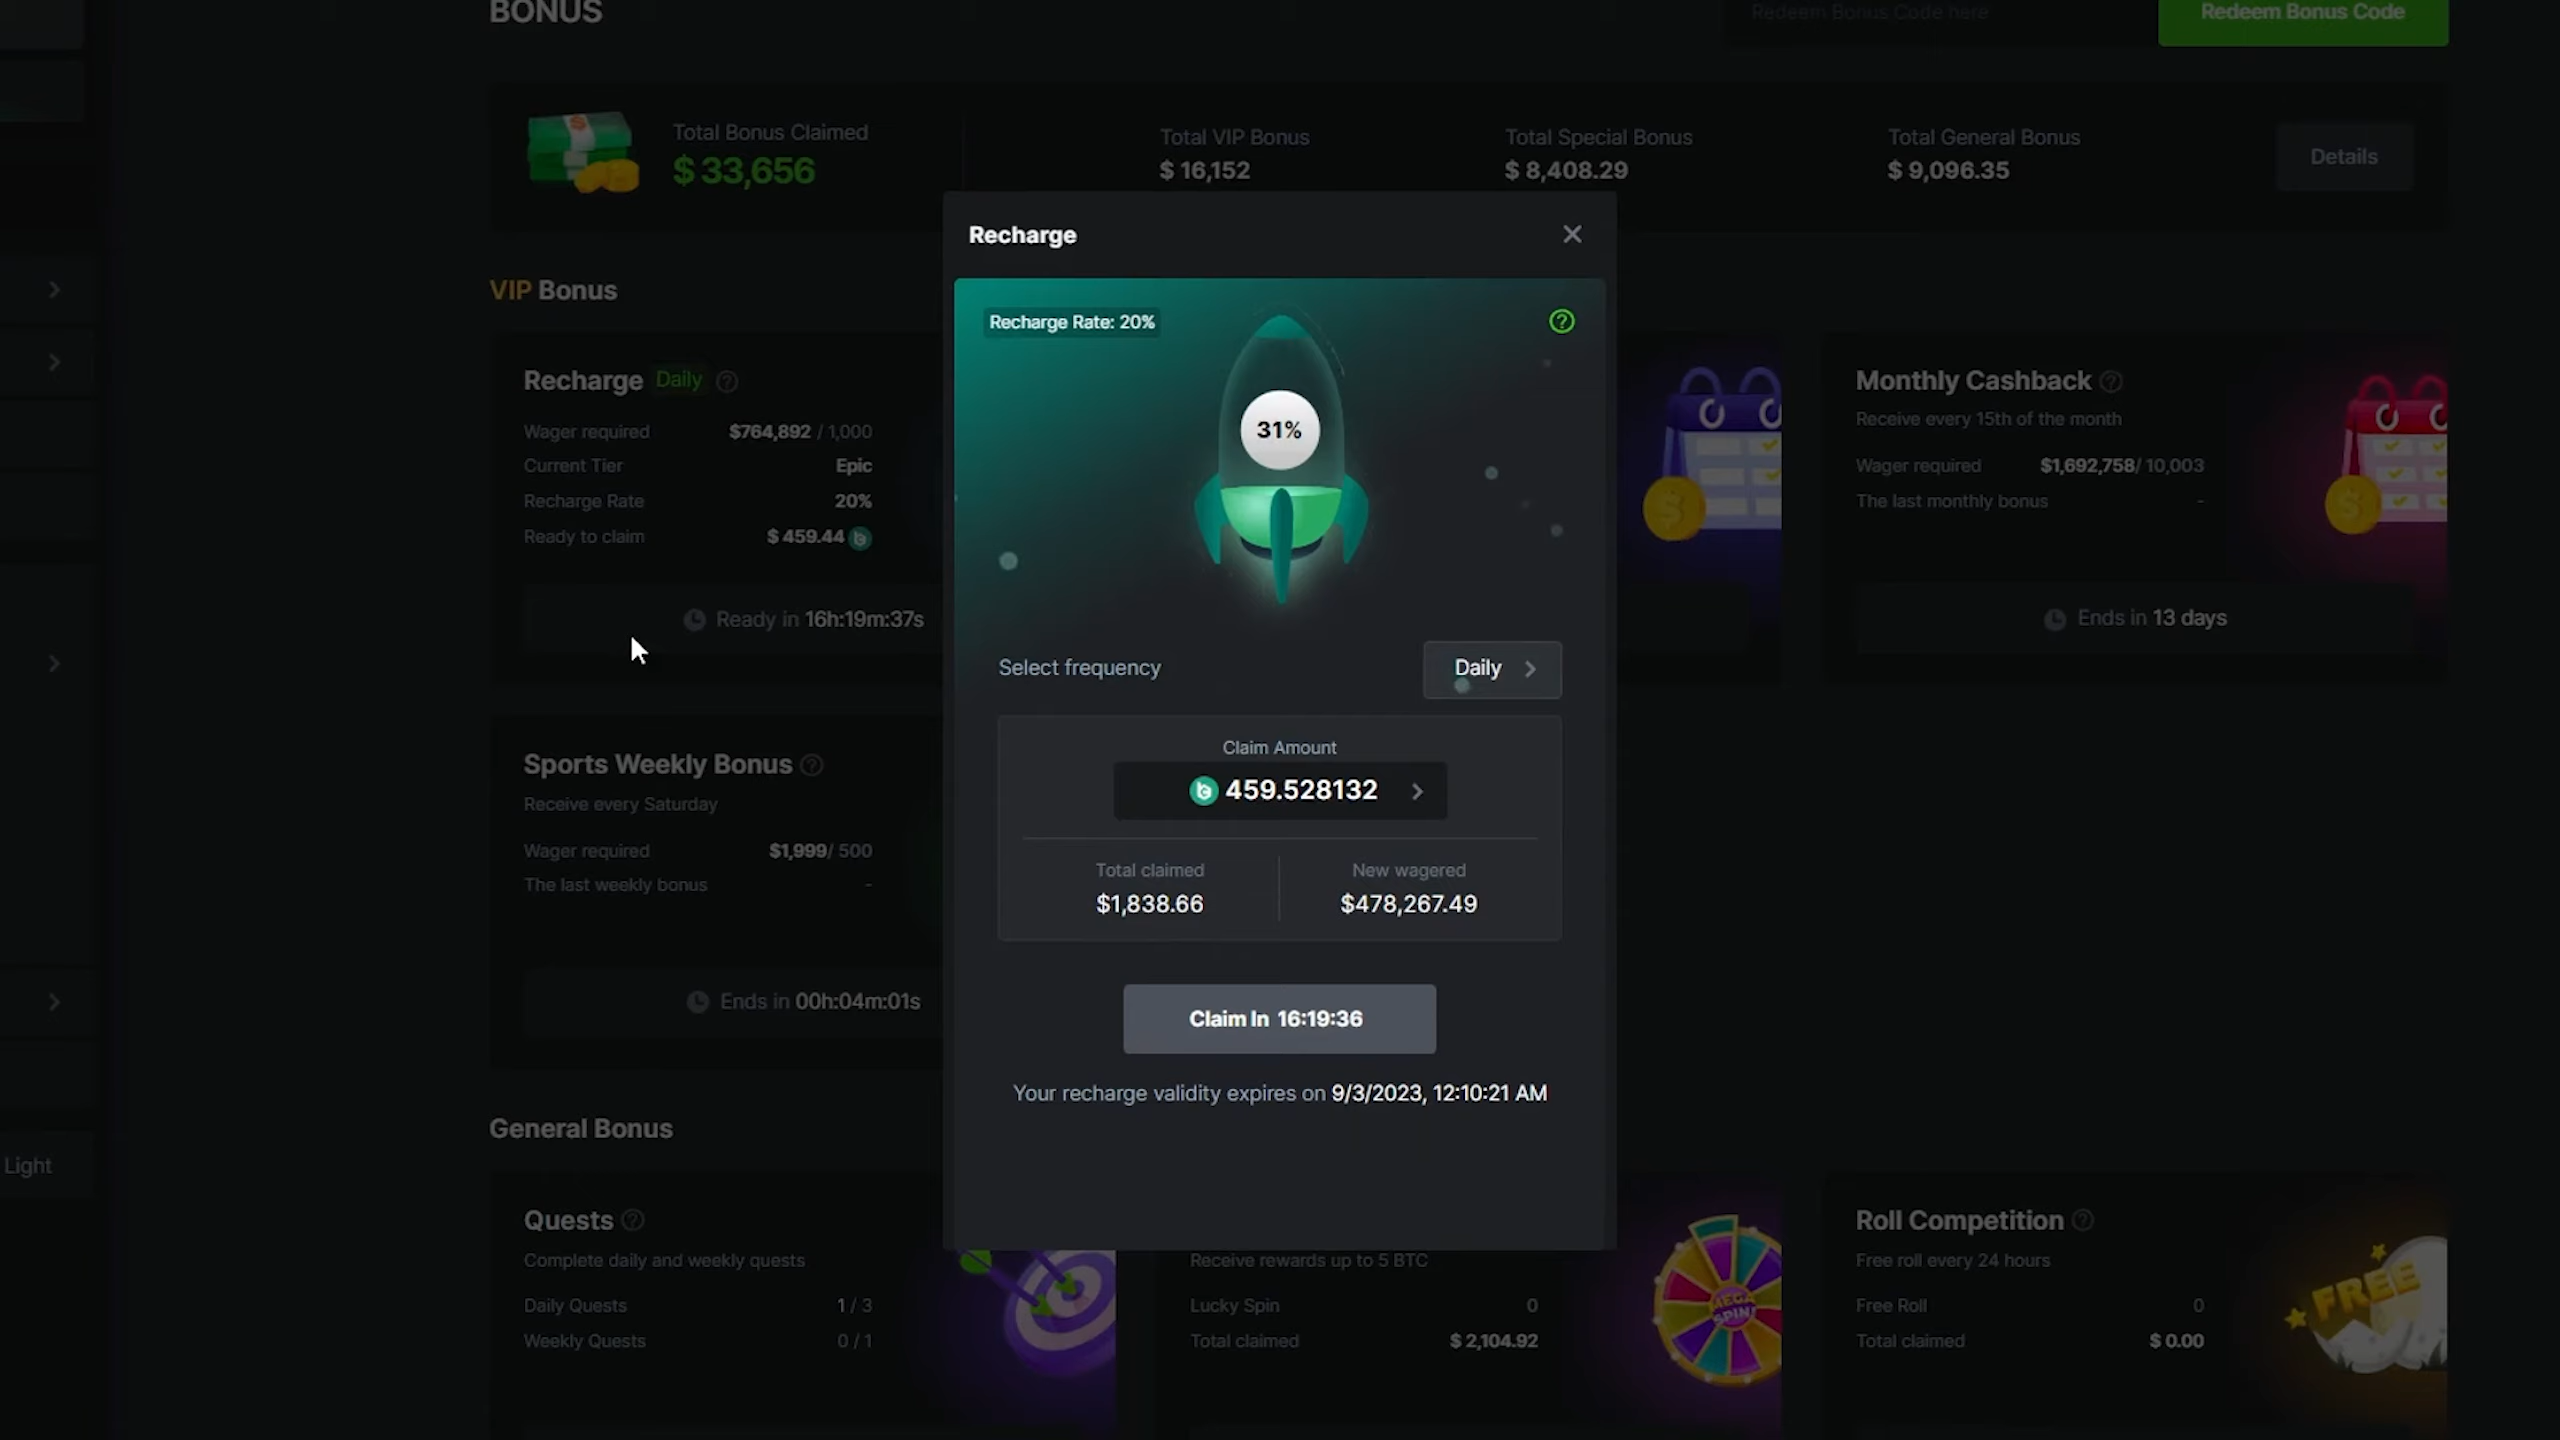 BONUS
Redeem Bonus Code here
Redeem Bonus Code
Total Bonus Claimed
$ 33,656
Total VIP Bonus
$ 16,152
Total Special Bonus
$ 8,408.29
Total General Bonus
$ 9,096.35
Details
VIP Bonus
Recharge Daily
Wager required $764,892 / 1,000
Current Tier Epic
Recharge Rate 20%
Ready to claim $ 459.44
Ready in 16h:19m:37s
Recharge
Recharge Rate: 20%
31%
Select frequency Daily
Claim Amount
459.528132
Total claimed
$1,838.66
New wagered
$478,267.49
Claim In 16:19:36
Your recharge validity expires on 9/3/2023, 12:10:21 AM
Monthly Cashback
Receive every 15th of the month
Wager required $1,692,758/ 10,003
The last monthly bonus -
Ends in 13 days
Sports Weekly Bonus
Receive every Saturday
Wager required $1,999/ 500
The last weekly bonus -
Ends in 00h:04m:01s
Light
General Bonus
Quests
Complete daily and weekly quests
Daily Quests 1 / 3
Weekly Quests 0 / 1
Receive rewards up to 5 BTC
Lucky Spin 0
Total claimed $ 2,104.92
MEGA
SPIN!
Roll Competition
Free roll every 24 hours
Free Roll 0
Total claimed $ 0.00
FREE